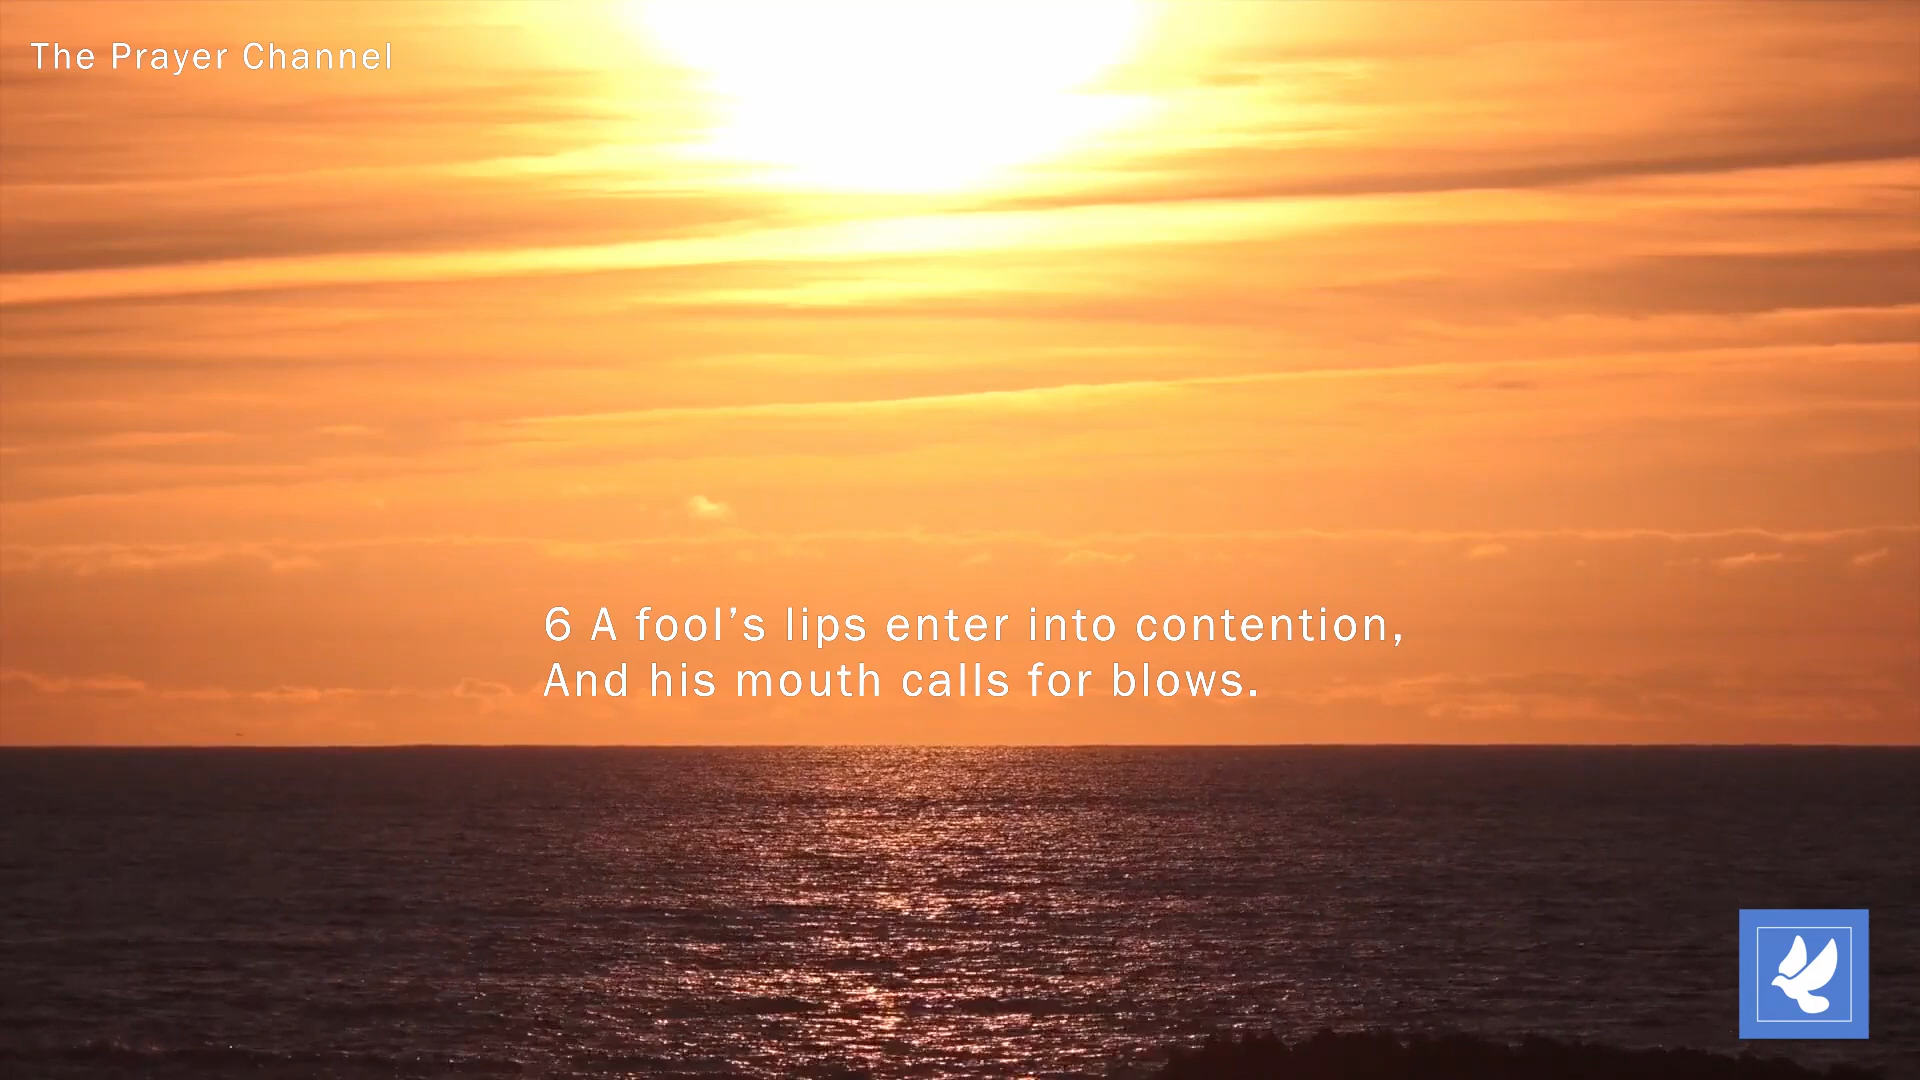 The Prayer Channel
6 A fool’s lips enter into contention,
And his mouth calls for blows.